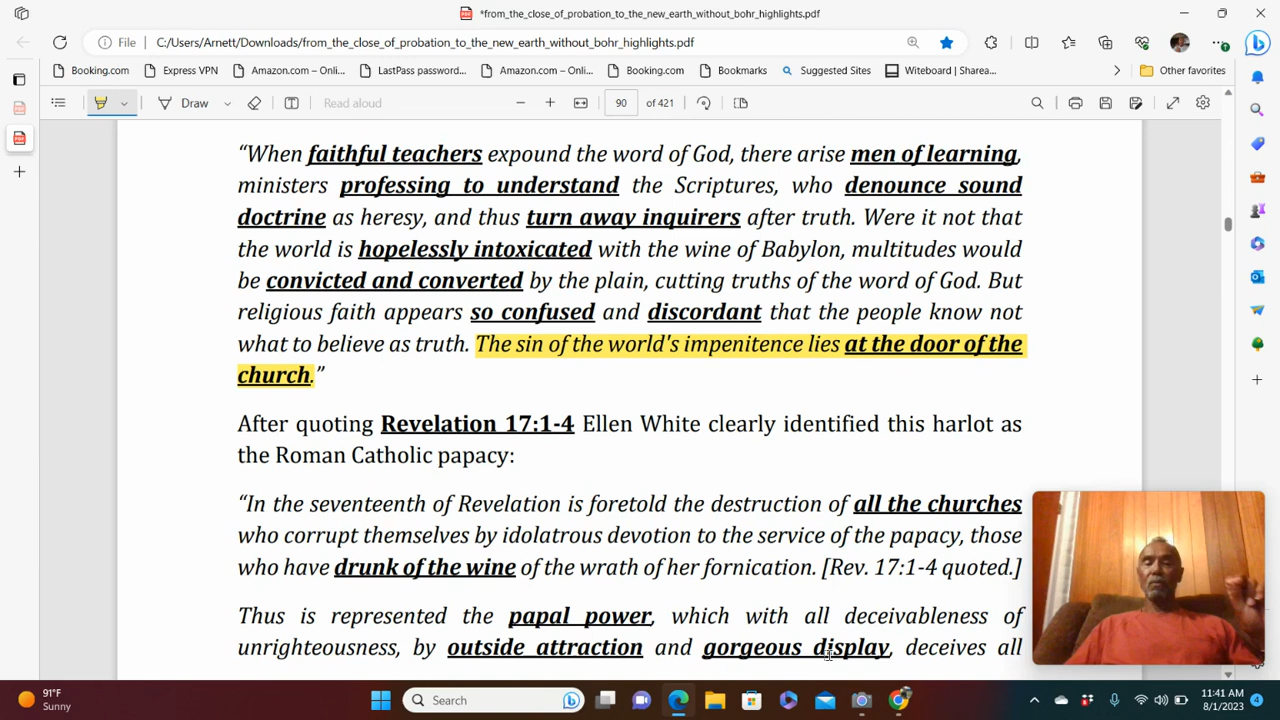 *from_the_close_of_probation_to_the_new_earth_without_bohr_highlights.pdf
File C:/Users/Arnett/Downloads/from_the_close_of_probation_to_the_new_earth_without_bohr_highlights.pdf
Booking.com Express VPN Amazon.com – Onli... LastPass password... Amazon.com – Onlin... Booking.com Bookmarks Suggested Sites Witeboard | Sharea... Other favorites
Draw Read aloud 90 of 421
“When faithful teachers expound the word of God, there arise men of learning,
ministers professing to understand the Scriptures, who denounce sound
doctrine as heresy, and thus turn away inquirers after truth. Were it not that
the world is hopelessly intoxicated with the wine of Babylon, multitudes would
be convicted and converted by the plain, cutting truths of the word of God. But
religious faith appears so confused and discordant that the people know not
what to believe as truth. The sin of the world's impenitence lies at the door of the
church.”
After quoting Revelation 17:1-4 Ellen White clearly identified this harlot as
the Roman Catholic papacy:
“In the seventeenth of Revelation is foretold the destruction of all the churches
who corrupt themselves by idolatrous devotion to the service of the papacy, those
who have drunk of the wine of the wrath of her fornication. [Rev. 17:1-4 quoted.]
Thus is represented the papal power, which with all deceivableness of
unrighteousness, by outside attraction and gorgeous display, deceives all
91°F
Sunny
Search
11:41 AM
8/1/2023
4